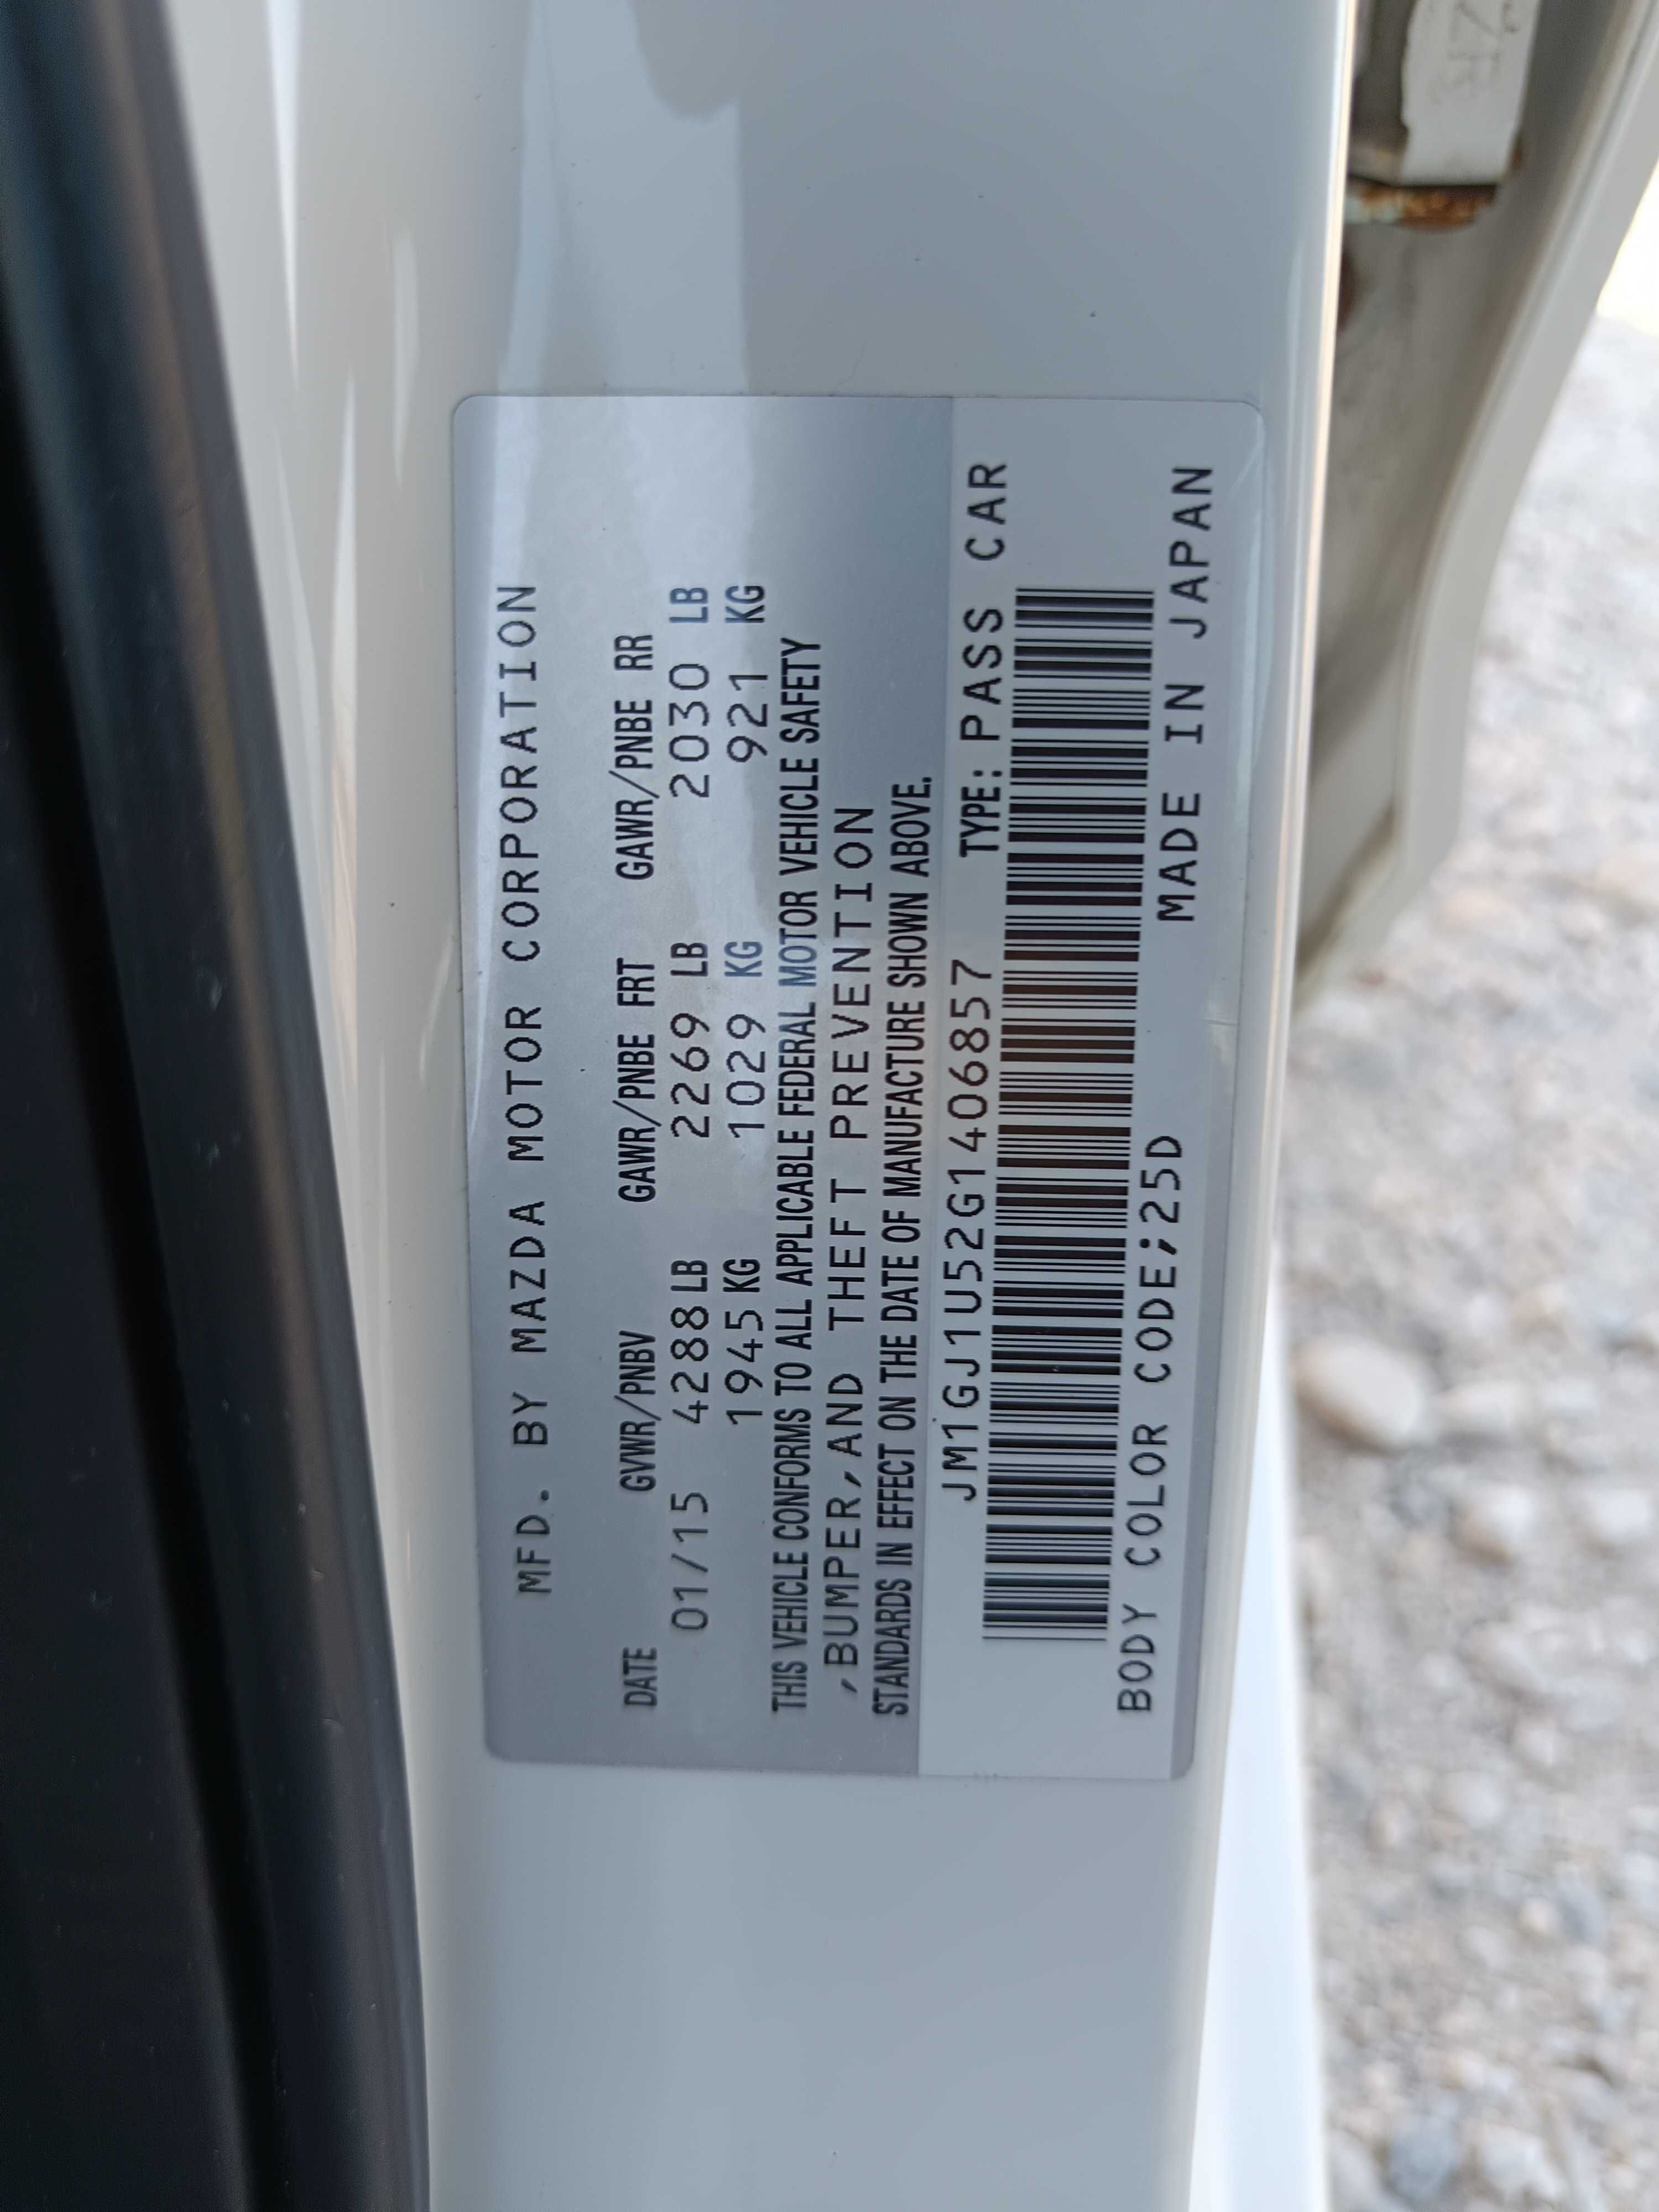 MFD. BY MAZDA MOTOR CORPORATION
DATE GVWR/PNBV GAWR/PNBE FRT GAWR/PNBE RR
01/15 4288 LB 2269 LB 2030 LB
1945 KG 1029 KG 921 KG
THIS VEHICLE CONFORMS TO ALL APPLICABLE FEDERAL MOTOR VEHICLE SAFETY
,BUMPER,AND THEFT PREVENTION
STANDARDS IN EFFECT ON THE DATE OF MANUFACTURE SHOWN ABOVE.
JM1GJ1U52G1406857 TYPE: PASS CAR
BODY COLOR CODE;25D MADE IN JAPAN